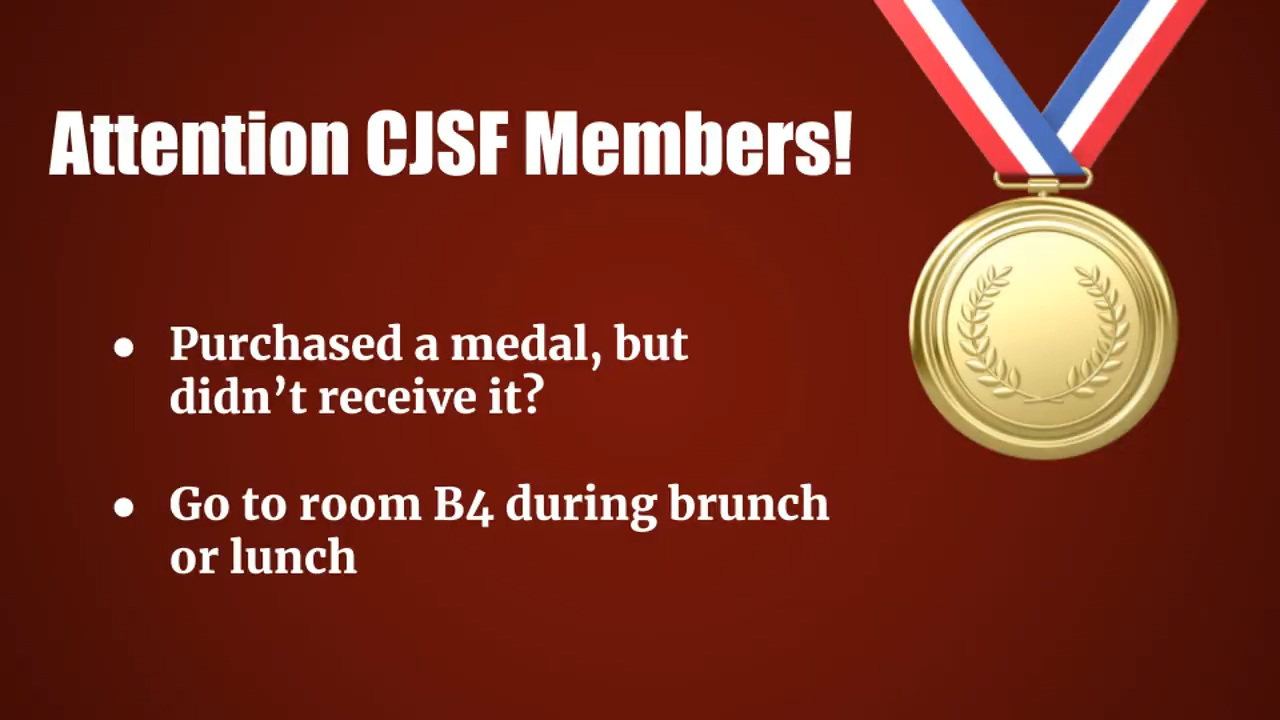 Attention CJSF Members!
● Purchased a medal, but
didn’t receive it?
● Go to room B4 during brunch
or lunch